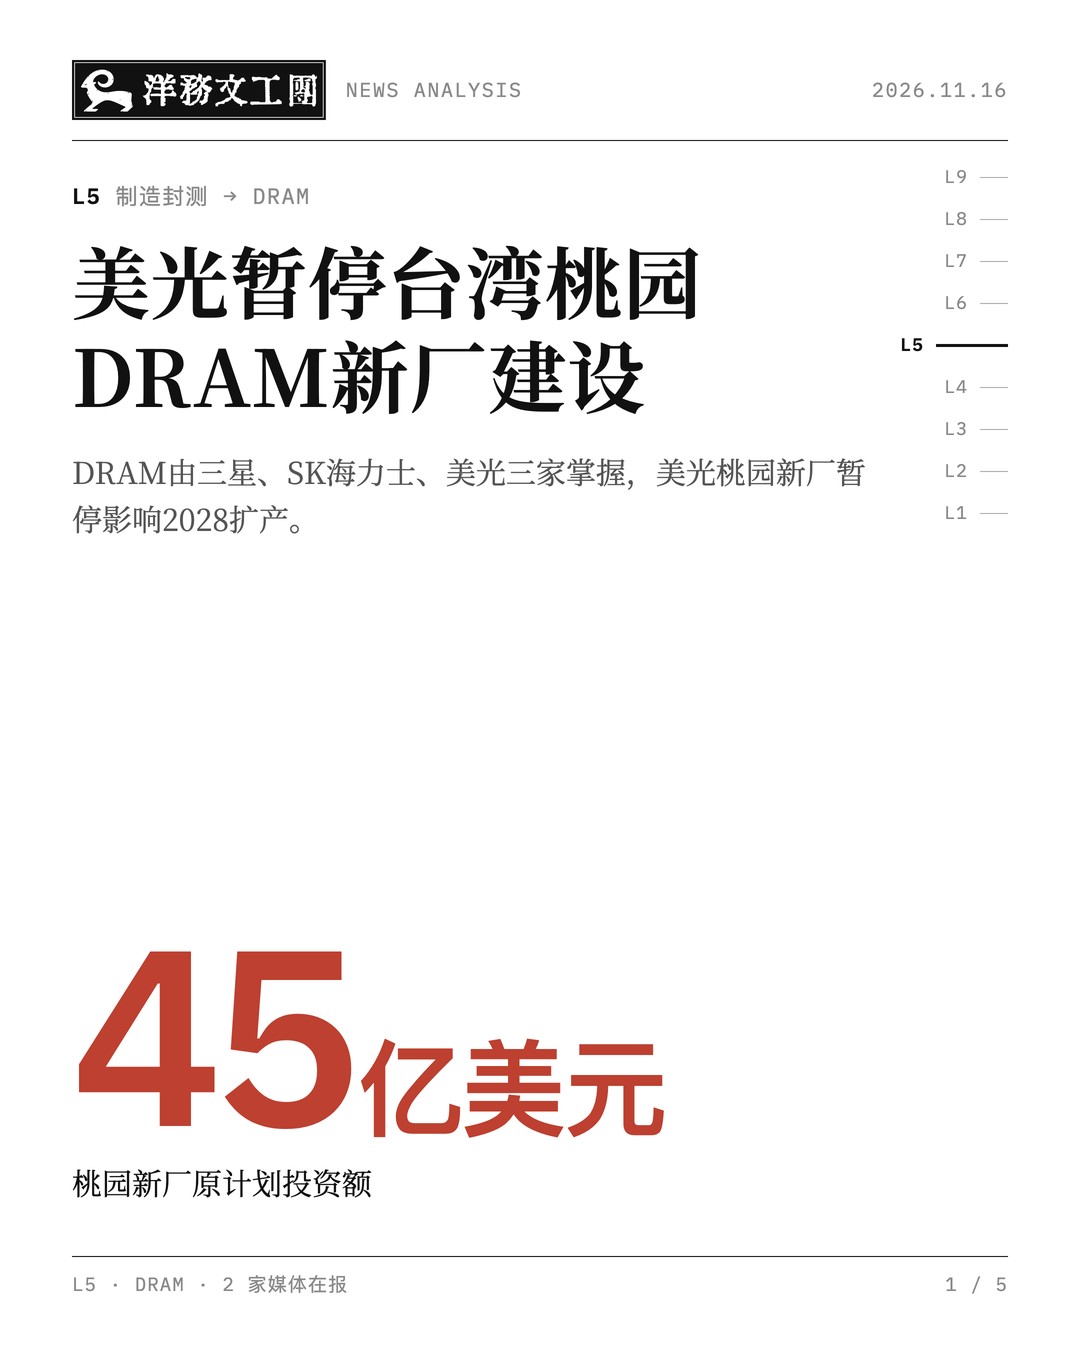 洋務文工團
NEWS ANALYSIS
2026.11.16
L5 制造封测 → DRAM
美光暂停台湾桃园
DRAM新厂建设
DRAM由三星、SK海力士、美光三家掌握，美光桃园新厂暂
停影响2028扩产。
L9
L8
L7
L6
L5
L4
L3
L2
L1
45亿美元
桃园新厂原计划投资额
L5 · DRAM · 2 家媒体在报
1 / 5